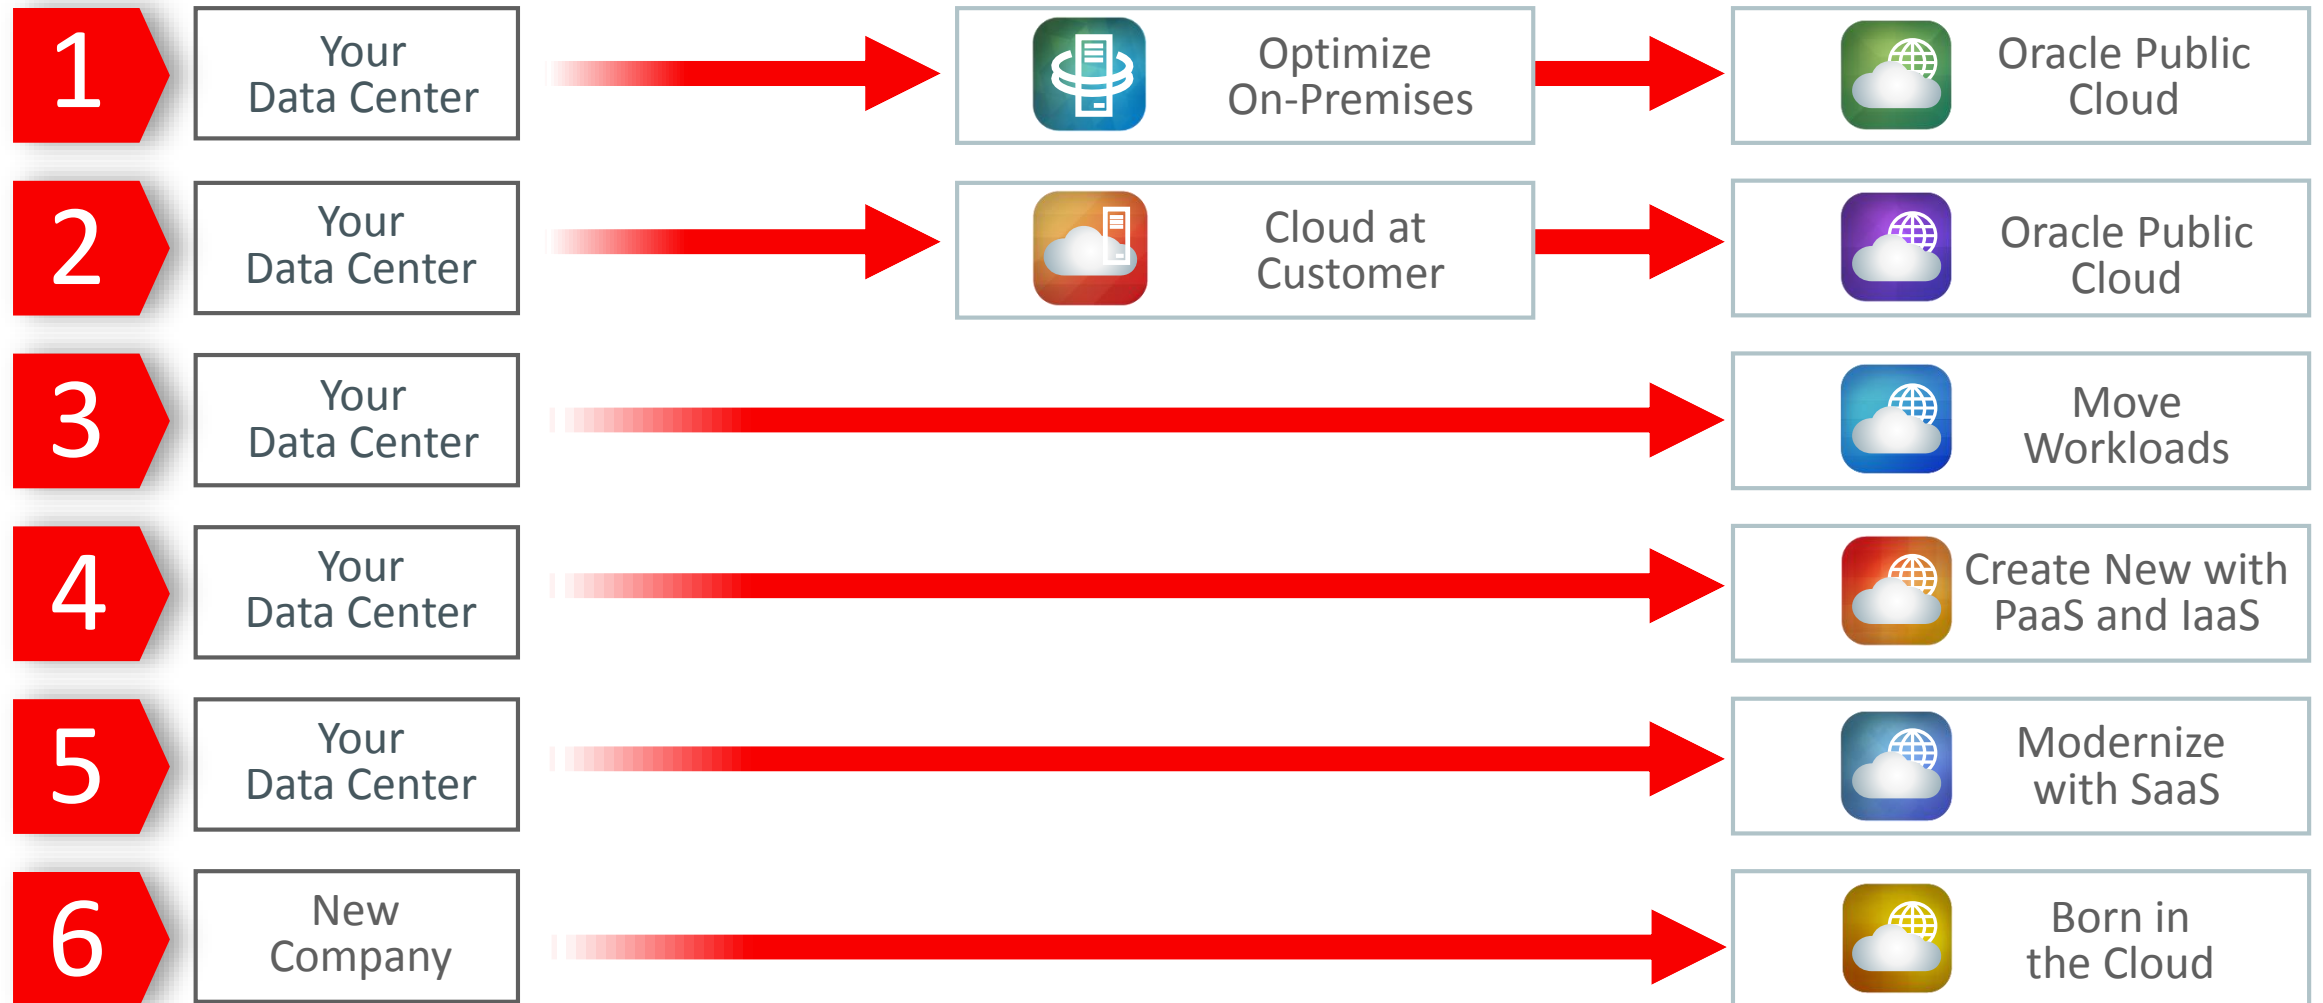 1
Your
Data Center
Optimize
On-Premises
Oracle Public
Cloud
2
Your
Data Center
Cloud at
Customer
Oracle Public
Cloud
3
Your
Data Center
Move
Workloads
4
Your
Data Center
Create New with
PaaS and IaaS
5
Your
Data Center
Modernize
with SaaS
6
New
Company
Born in
the Cloud